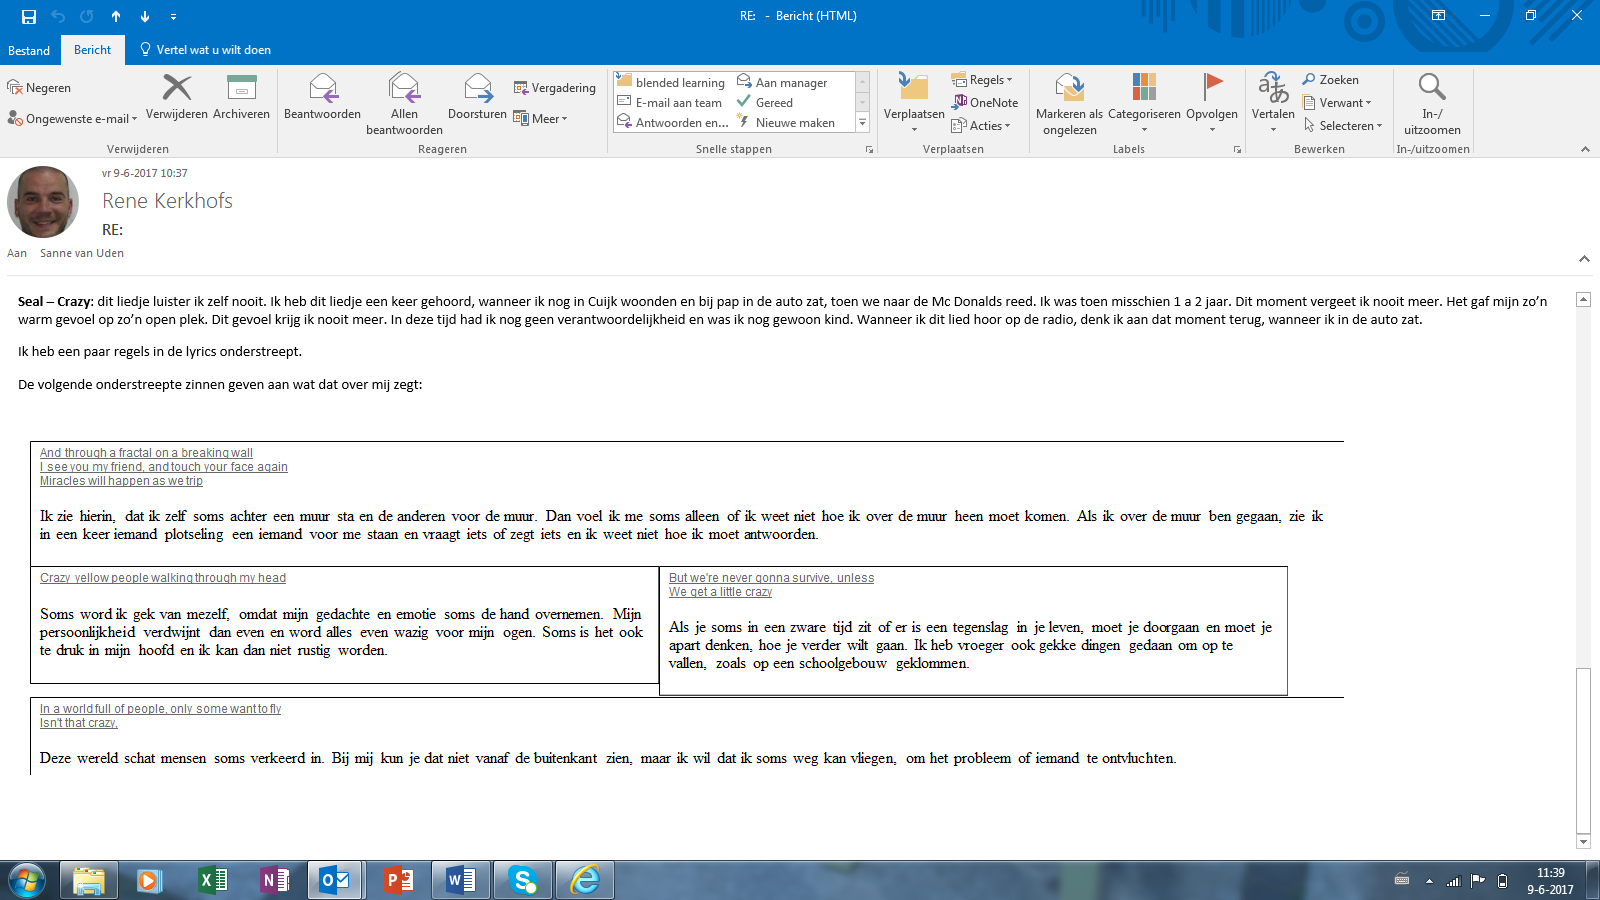 RE: - Bericht (HTML)
Bestand
Bericht
Vertel wat u wilt doen
Negeren
Ongewenste e-mail
Verwijderen
Archiveren
Verwijderen
Beantwoorden
Allen beantwoorden
Doorsturen
Vergadering
Meer
Reageren
blended learning
E-mail aan team
Antwoorden en...
Aan manager
Gereed
Nieuwe maken
Snelle stappen
Verplaatsen
Regels
OneNote
Acties
Verplaatsen
Markeren als ongelezen
Categoriseren
Opvolgen
Labels
Vertalen
Zoeken
Verwant
Selecteren
Bewerken
In-/uitzoomen
In-/uitzoomen
vr 9-6-2017 10:37
Rene Kerkhofs
RE:
Aan Sanne van Uden
Seal – Crazy: dit liedje luister ik zelf nooit. Ik heb dit liedje een keer gehoord, wanneer ik nog in Cuijk woonden en bij pap in de auto zat, toen we naar de Mc Donalds reed. Ik was toen misschien 1 a 2 jaar. Dit moment vergeet ik nooit meer. Het gaf mijn zo'n
warm gevoel op zo'n open plek. Dit gevoel krijg ik nooit meer. In deze tijd had ik nog geen verantwoordelijkheid en was ik nog gewoon kind. Wanneer ik dit lied hoor op de radio, denk ik aan dat moment terug, wanneer ik in de auto zat.
Ik heb een paar regels in de lyrics onderstreept.
De volgende onderstreepte zinnen geven aan wat dat over mij zegt:
And through a fractal on a breaking wall
I see you my friend, and touch your face again
Miracles will happen as we trip
Ik zie hierin, dat ik zelf soms achter een muur sta en de anderen voor de muur. Dan voel ik me soms alleen of ik weet niet hoe ik over de muur heen moet komen. Als ik over de muur ben gegaan, zie ik
in een keer iemand plotseling een iemand voor me staan en vraagt iets of zegt iets en ik weet niet hoe ik moet antwoorden.
Crazy yellow people walking through my head
Soms word ik gek van mezelf, omdat mijn gedachte en emotie soms de hand overnemen. Mijn
persoonlijkheid verdwijnt dan even en word alles even wazig voor mijn ogen. Soms is het ook
te druk in mijn hoofd en ik kan dan niet rustig worden.
But we're never gonna survive, unless
We get a little crazy
Als je soms in een zware tijd zit of er is een tegenslag in je leven, moet je doorgaan en moet je
apart denken, hoe je verder wilt gaan. Ik heb vroeger ook gekke dingen gedaan om op te
vallen, zoals op een schoolgebouw geklommen.
In a world full of people, only some want to fly
Isn't that crazy,
Deze wereld schat mensen soms verkeerd in. Bij mij kun je dat niet vanaf de buitenkant zien, maar ik wil dat ik soms weg kan vliegen, om het probleem of iemand te ontvluchten.
11:39
9-6-2017